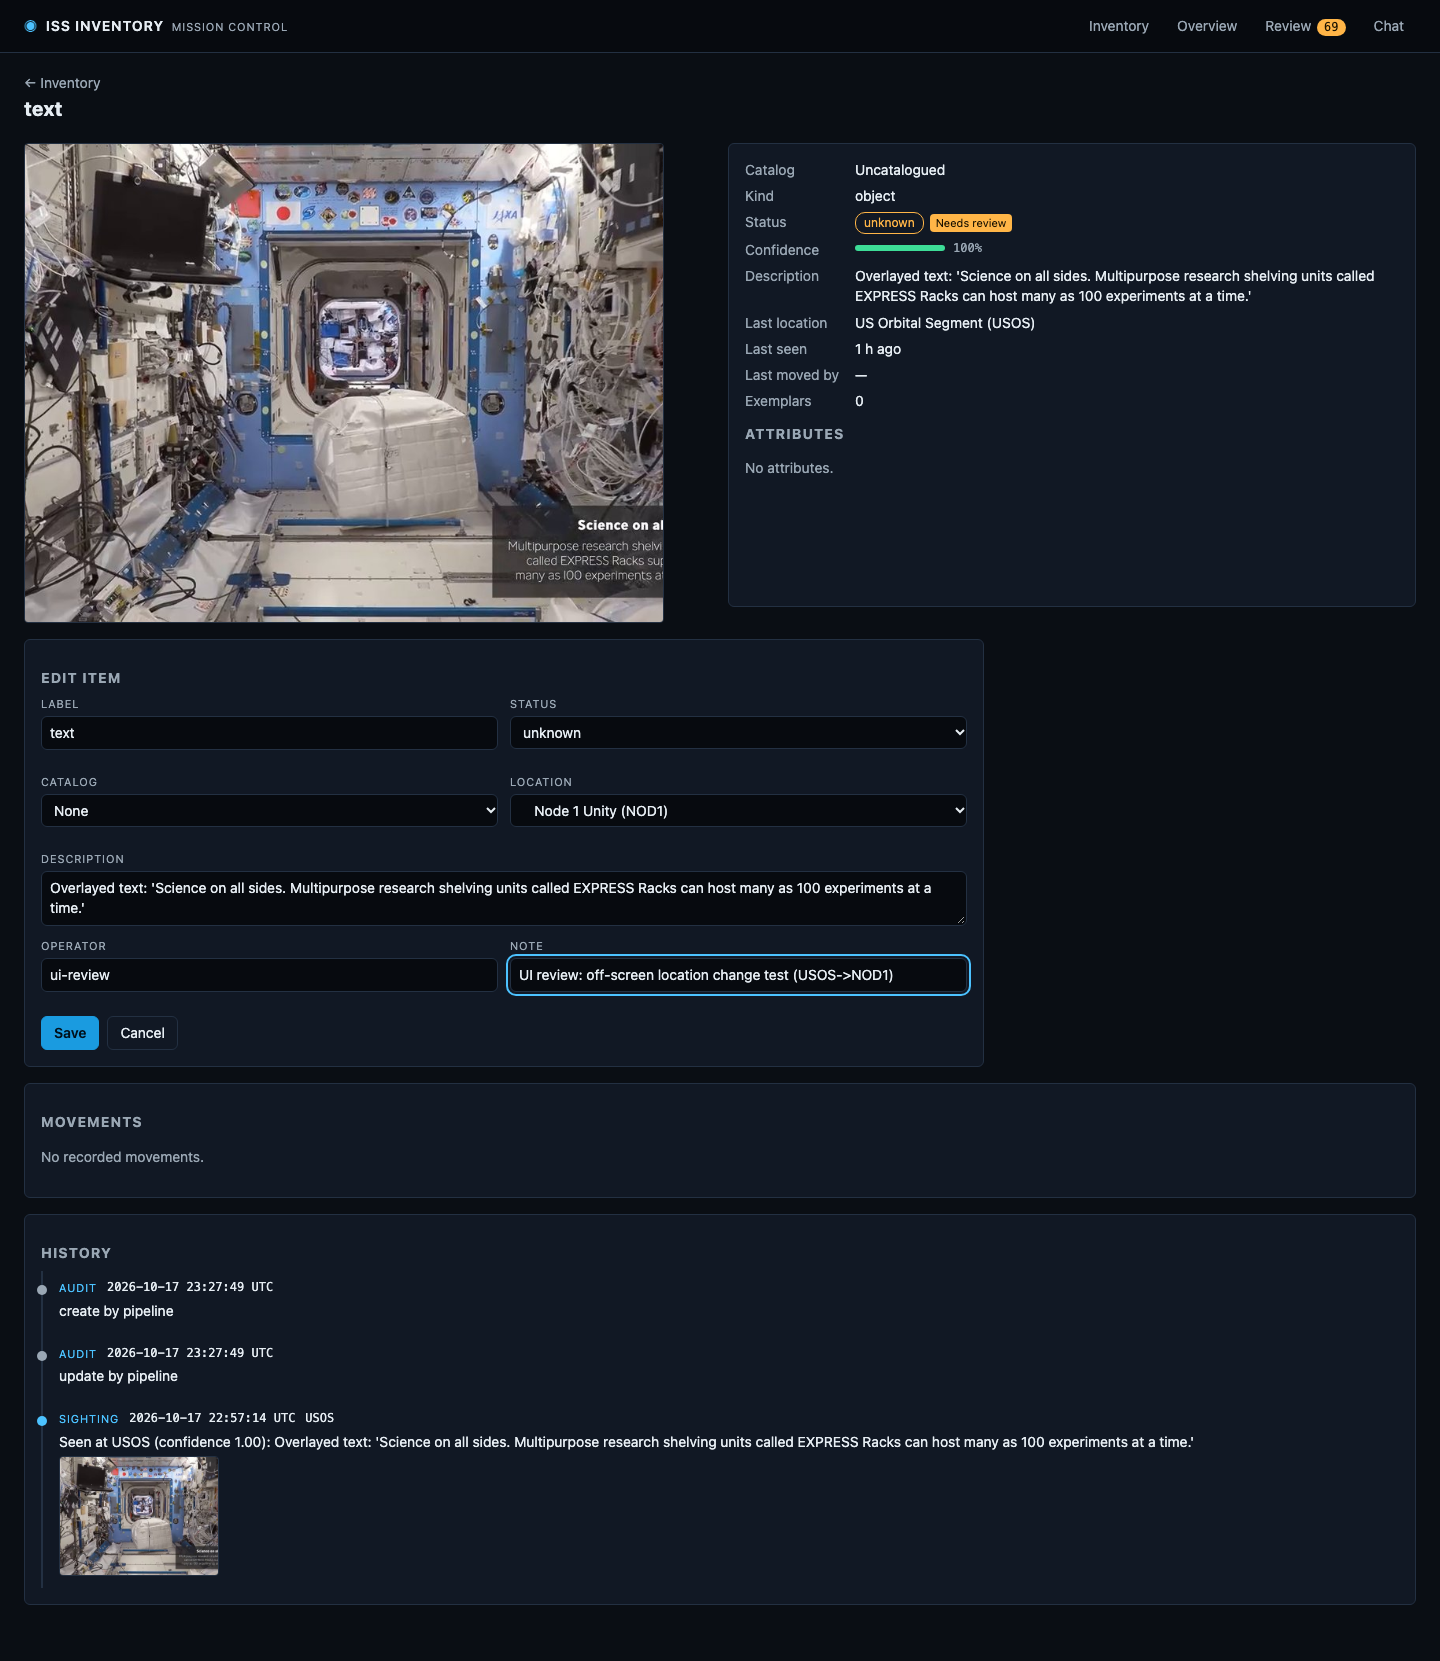 ISS INVENTORY MISSION CONTROL
Inventory Overview Review 69 Chat
← Inventory
text
JAXA
Science on al
Multipurpose research shelvi
called EXPRESS Racks sup
many as 100 experiments at
Catalog Uncatalogued
Kind object
Status unknown Needs review
Confidence 100%
Description Overlayed text: 'Science on all sides. Multipurpose research shelving units called
EXPRESS Racks can host many as 100 experiments at a time.'
Last location US Orbital Segment (USOS)
Last seen 1 h ago
Last moved by —
Exemplars 0
ATTRIBUTES
No attributes.
EDIT ITEM
LABEL STATUS
text unknown
CATALOG LOCATION
None Node 1 Unity (NOD1)
DESCRIPTION
Overlayed text: 'Science on all sides. Multipurpose research shelving units called EXPRESS Racks can host many as 100 experiments at a
time.'
OPERATOR NOTE
ui-review UI review: off-screen location change test (USOS->NOD1)
Save Cancel
MOVEMENTS
No recorded movements.
HISTORY
AUDIT 2026-10-17 23:27:49 UTC
create by pipeline
AUDIT 2026-10-17 23:27:49 UTC
update by pipeline
SIGHTING 2026-10-17 22:57:14 UTC USOS
Seen at USOS (confidence 1.00): Overlayed text: 'Science on all sides. Multipurpose research shelving units called EXPRESS Racks can host many as 100 experiments at a time.'